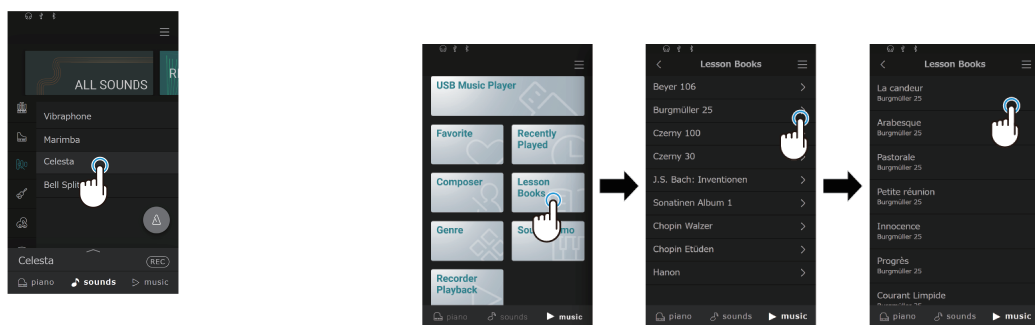 ALL SOUNDS
R
Vibraphone
Marimba
Celesta
Bell Split
Celesta
REC
piano
sounds
music
USB Music Player
Favorite
Recently
Played
Composer
Lesson
Books
Genre
Recorder
Playback
piano
sounds
music
Lesson Books
Beyer 106
Burgmüller 25
Czerny 100
Czerny 30
J.S. Bach: Inventionen
Sonatinen Album 1
Chopin Walzer
Chopin Etüden
Hanon
piano
sounds
music
Lesson Books
La candeur
Burgmüller 25
Arabesque
Burgmüller 25
Pastorale
Burgmüller 25
Petite réunion
Burgmüller 25
Innocence
Burgmüller 25
Progrès
Burgmüller 25
Courant Limpide
piano
sounds
music